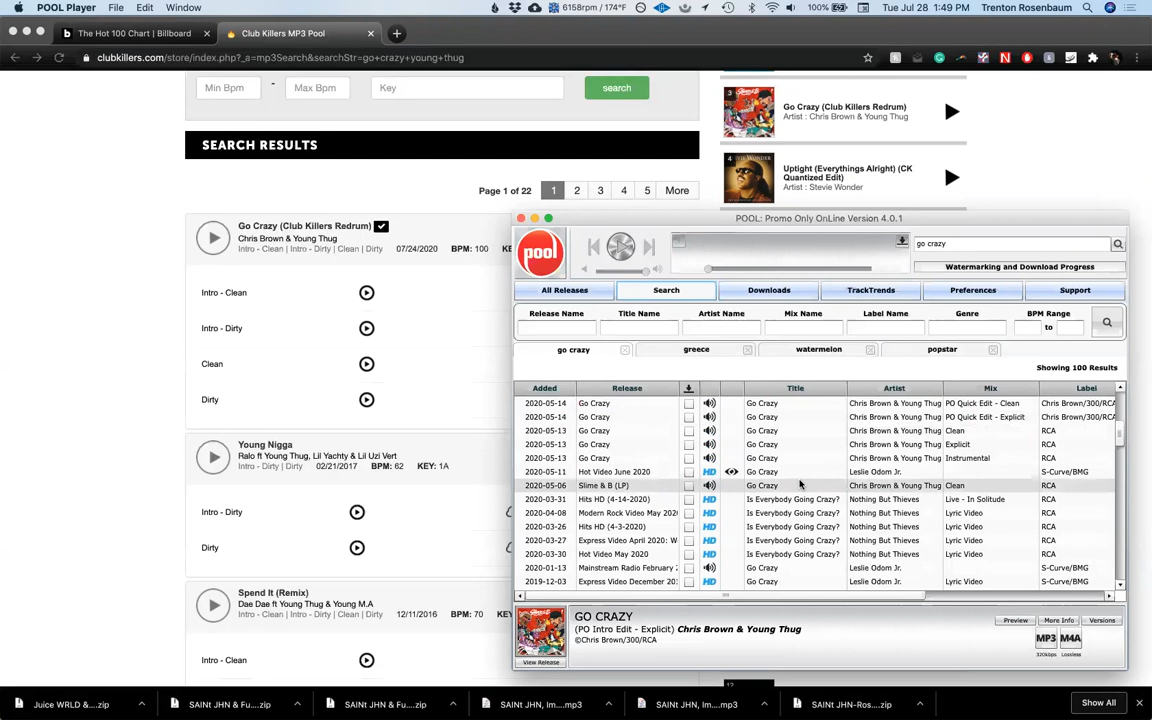 POOL Player File Edit Window
6158rpm / 174°F 100% Tue Jul 28 1:49 PM Trenton Rosenbaum
The Hot 100 Chart | Billboard Club Killers MP3 Pool
clubkillers.com/store/index.php?_a=mp3Search&searchStr=go+crazy+young+thug
Min Bpm - Max Bpm Key search
SEARCH RESULTS
Page 1 of 22 1 2 3 4 5 More
Go Crazy (Club Killers Redrum)
Chris Brown & Young Thug
Intro - Clean | Intro - Dirty | Clean | Dirty 07/24/2020 BPM: 100
Intro - Clean
Intro - Dirty
Clean
Dirty
Young Nigga
Ralo ft Young Thug, Lil Yachty & Lil Uzi Vert
Intro - Dirty | Dirty 02/21/2017 BPM: 62 KEY: 1A
Intro - Dirty
Dirty
Spend It (Remix)
Dae Dae ft Young Thug & Young M.A
Intro - Clean | Intro - Dirty | Clean | Dirty 12/11/2016 BPM: 70
Intro - Clean
3 Go Crazy (Club Killers Redrum)
Artist : Chris Brown & Young Thug
4 Uptight (Everythings Alright) (CK
Quantized Edit)
Artist : Stevie Wonder
12
POOL: Promo Only OnLine Version 4.0.1
pool
go crazy
Watermarking and Download Progress
All Releases Search Downloads TrackTrends Preferences Support
Release Name Title Name Artist Name Mix Name Label Name Genre BPM Range
to
go crazy greece watermelon popstar
Showing 100 Results
Added Release Title Artist Mix Label
2020-05-14 Go Crazy Go Crazy Chris Brown & Young Thug PO Quick Edit - Clean Chris Brown/300/RCA
2020-05-14 Go Crazy Go Crazy Chris Brown & Young Thug PO Quick Edit - Explicit Chris Brown/300/RCA
2020-05-13 Go Crazy Go Crazy Chris Brown & Young Thug Clean RCA
2020-05-13 Go Crazy Go Crazy Chris Brown & Young Thug Explicit RCA
2020-05-13 Go Crazy Go Crazy Chris Brown & Young Thug Instrumental RCA
2020-05-11 Hot Video June 2020 HD Go Crazy Leslie Odom Jr. S-Curve/BMG
2020-05-06 Slime & B (LP) Go Crazy Chris Brown & Young Thug Clean RCA
2020-03-31 Hits HD (4-14-2020) HD Is Everybody Going Crazy? Nothing But Thieves Live - In Solitude RCA
2020-04-08 Modern Rock Video May 202 HD Is Everybody Going Crazy? Nothing But Thieves Lyric Video RCA
2020-03-26 Hits HD (4-3-2020) HD Is Everybody Going Crazy? Nothing But Thieves Lyric Video RCA
2020-03-27 Express Video April 2020: W HD Is Everybody Going Crazy? Nothing But Thieves Lyric Video RCA
2020-03-30 Hot Video May 2020 HD Is Everybody Going Crazy? Nothing But Thieves Lyric Video RCA
2020-01-13 Mainstream Radio February Go Crazy Leslie Odom Jr. S-Curve/BMG
2019-12-03 Express Video December 20 HD Go Crazy Leslie Odom Jr. Lyric Video S-Curve/BMG
GO CRAZY
(PO Intro Edit - Explicit) Chris Brown & Young Thug
©Chris Brown/300/RCA
View Release
Preview More Info Versions
MP3 M4A
320kbps Lossless
Juice WRLD &....zip SAINt JHN & Fu....zip SAINt JHN & Fu....zip SAINt JHN, Im....mp3 SAINt JHN, Im....mp3 SAINt JHN-Ros....zip Show All